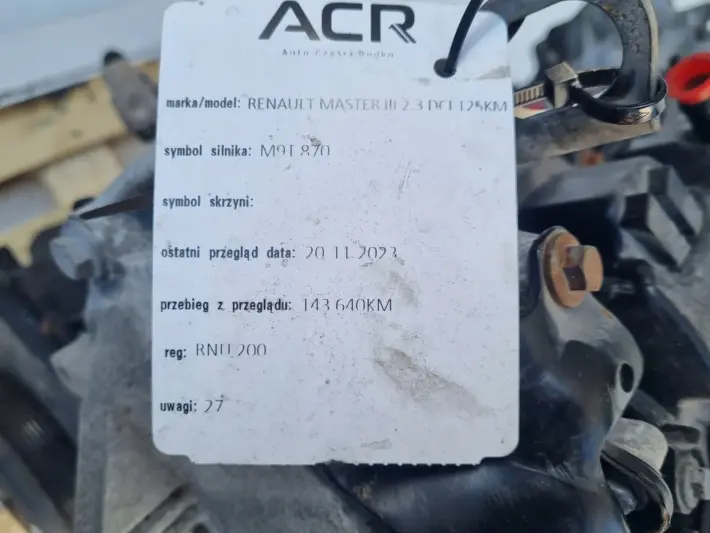 ACR
Auto Części Dudka
marka/model: RENAULT MASTER III 2.3 DCI 125KM
symbol silnika: M9T 870
symbol skrzyni:
ostatni przegląd data: 20.11.2023
przebieg z przeglądu: 143 640KM
reg: RNU 200
uwagi: 27